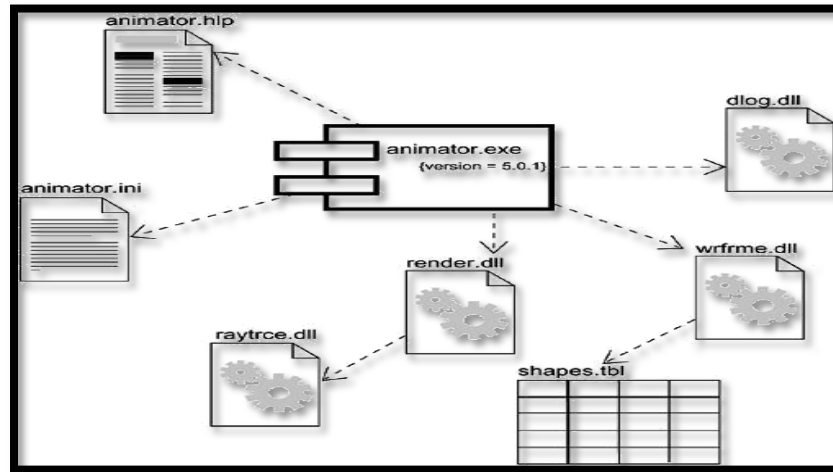 animator.hlp
dlog.dll
animator.exe
{version = 5.0.1}
animator.ini
wrfrme.dll
render.dll
raytrce.dll
shapes.tbl